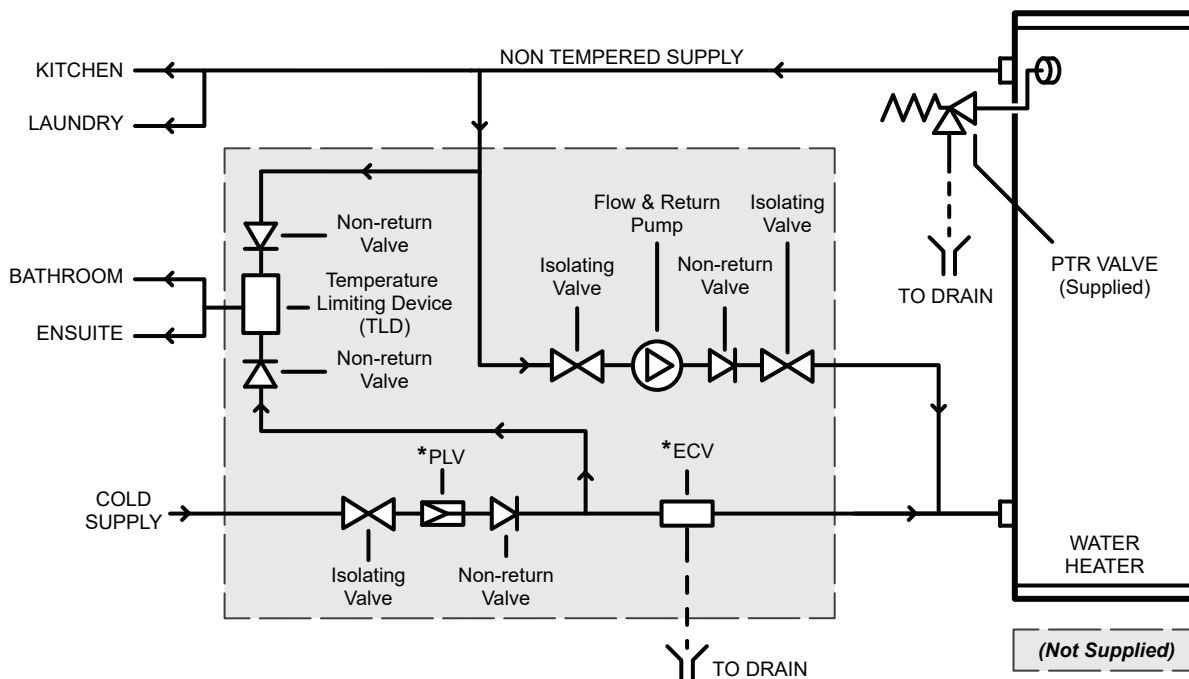 NON TEMPERED SUPPLY
KITCHEN
LAUNDRY
Non-return
Valve
Flow & Return
Pump
Isolating
Valve
Isolating
Valve
Non-return
Valve
PTR VALVE
(Supplied)
TO DRAIN
BATHROOM
ENSUITE
Temperature
Limiting Device
(TLD)
Non-return
Valve
*PLV
*ECV
COLD
SUPPLY
Isolating
Valve
Non-return
Valve
WATER
HEATER
TO DRAIN
(Not Supplied)